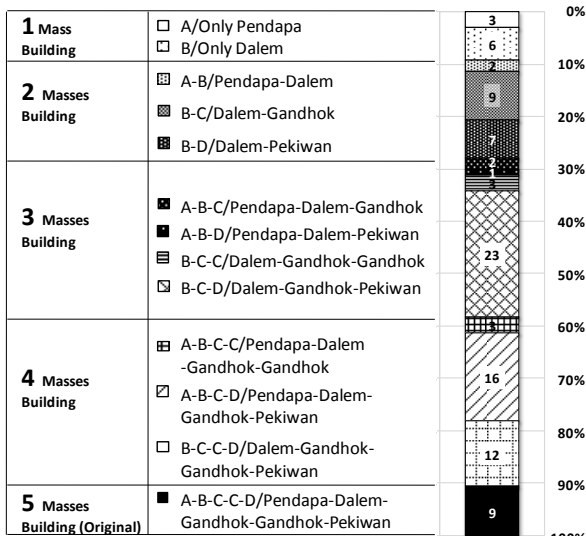 1 Mass
Building
A/Only Pendapa
B/Only Dalem
2 Masses
Building
A-B/Pendapa-Dalem
B-C/Dalem-Gandhok
B-D/Dalem-Pekiwan
3 Masses
Building
A-B-C/Pendapa-Dalem-Gandhok
A-B-D/Pendapa-Dalem-Pekiwan
B-C-C/Dalem-Gandhok-Gandhok
B-C-D/Dalem-Gandhok-Pekiwan
4 Masses
Building
A-B-C-C/Pendapa-Dalem
-Gandhok-Gandhok
A-B-C-D/Pendapa-Dalem-
Gandhok-Pekiwan
B-C-C-D/Dalem-Gandhok-
Gandhok-Pekiwan
5 Masses
Building (Original)
A-B-C-C-D/Pendapa-Dalem-
Gandhok-Gandhok-Pekiwan
3
6
2
9
7
2
1
3
23
3
16
12
9
0%
10%
20%
30%
40%
50%
60%
70%
80%
90%
100%